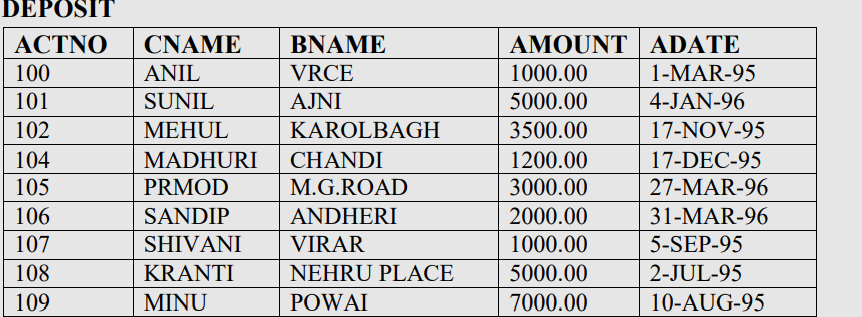 DEPOSIT
ACTNO CNAME BNAME AMOUNT ADATE
100 ANIL VRCE 1000.00 1-MAR-95
101 SUNIL AJNI 5000.00 4-JAN-96
102 MEHUL KAROLBAGH 3500.00 17-NOV-95
104 MADHURI CHANDI 1200.00 17-DEC-95
105 PRMOD M.G.ROAD 3000.00 27-MAR-96
106 SANDIP ANDHERI 2000.00 31-MAR-96
107 SHIVANI VIRAR 1000.00 5-SEP-95
108 KRANTI NEHRU PLACE 5000.00 2-JUL-95
109 MINU POWAI 7000.00 10-AUG-95